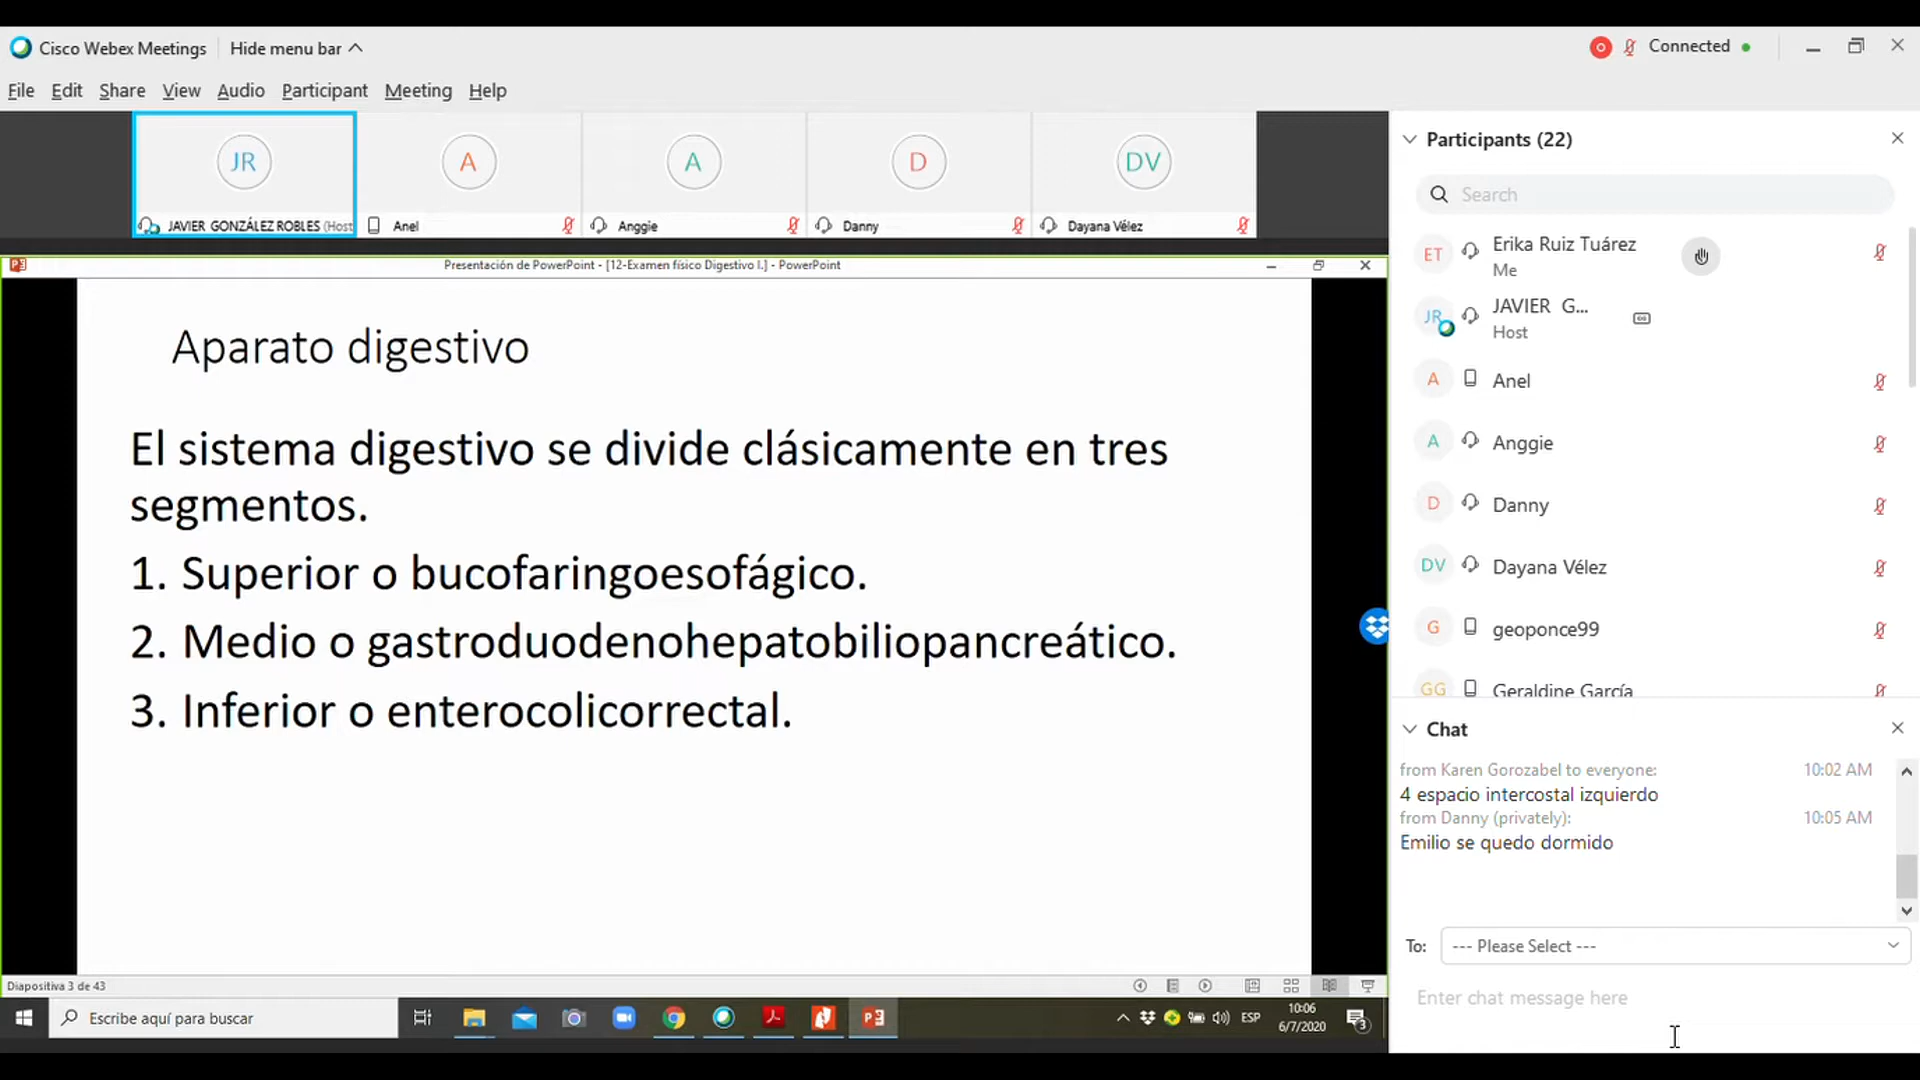 Cisco Webex Meetings
Hide menu bar
Connected
File Edit Share View Audio Participant Meeting Help
JR
A
A
D
DV
JAVIER GONZÁLEZ ROBLES (Host
Anel
Anggie
Danny
Dayana Vélez
Presentación de PowerPoint - [12-Examen físico Digestivo I.] - PowerPoint
Aparato digestivo
El sistema digestivo se divide clásicamente en tres
segmentos.
1. Superior o bucofaringoesofágico.
2. Medio o gastroduodenohepatobiliopancreático.
3. Inferior o enterocolicorrectal.
Diapositiva 3 de 43
Escribe aquí para buscar
ESP
10:06
6/7/2020
3
Participants (22)
Search
ET
Erika Ruiz Tuárez
Me
JR
JAVIER G...
Host
A
Anel
A
Anggie
D
Danny
DV
Dayana Vélez
G
geoponce99
GG
Geraldine García
Chat
from Karen Gorozabel to everyone: 10:02 AM
4 espacio intercostal izquierdo
from Danny (privately): 10:05 AM
Emilio se quedo dormido
To:
--- Please Select ---
Enter chat message here